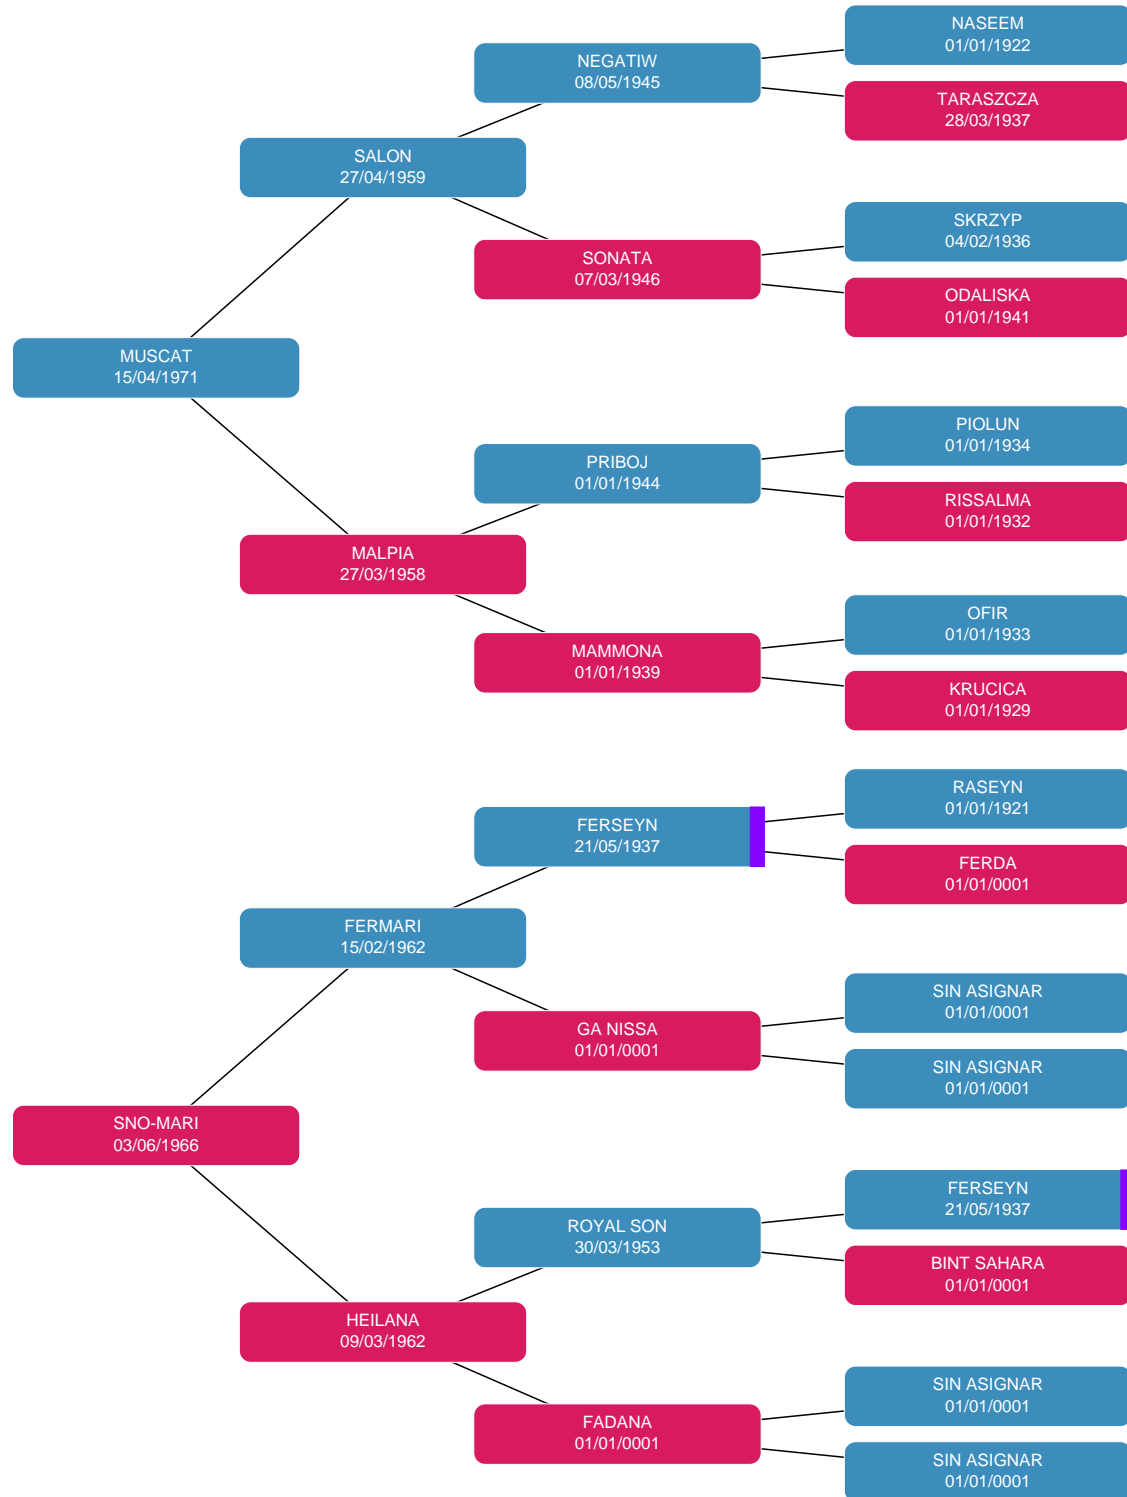 NASEEM
01/01/1922
NEGATIW
08/05/1945
TARASZCZA
28/03/1937
SALON
27/04/1959
SKRZYP
04/02/1936
SONATA
07/03/1946
ODALISKA
01/01/1941
MUSCAT
15/04/1971
PIOLUN
01/01/1934
PRIBOJ
01/01/1944
RISSALMA
01/01/1932
MALPIA
27/03/1958
OFIR
01/01/1933
MAMMONA
01/01/1939
KRUCICA
01/01/1929
RASEYN
01/01/1921
FERSEYN
21/05/1937
FERDA
01/01/0001
FERMARI
15/02/1962
SIN ASIGNAR
01/01/0001
GA NISSA
01/01/0001
SIN ASIGNAR
01/01/0001
SNO-MARI
03/06/1966
FERSEYN
21/05/1937
ROYAL SON
30/03/1953
BINT SAHARA
01/01/0001
HEILANA
09/03/1962
SIN ASIGNAR
01/01/0001
FADANA
01/01/0001
SIN ASIGNAR
01/01/0001